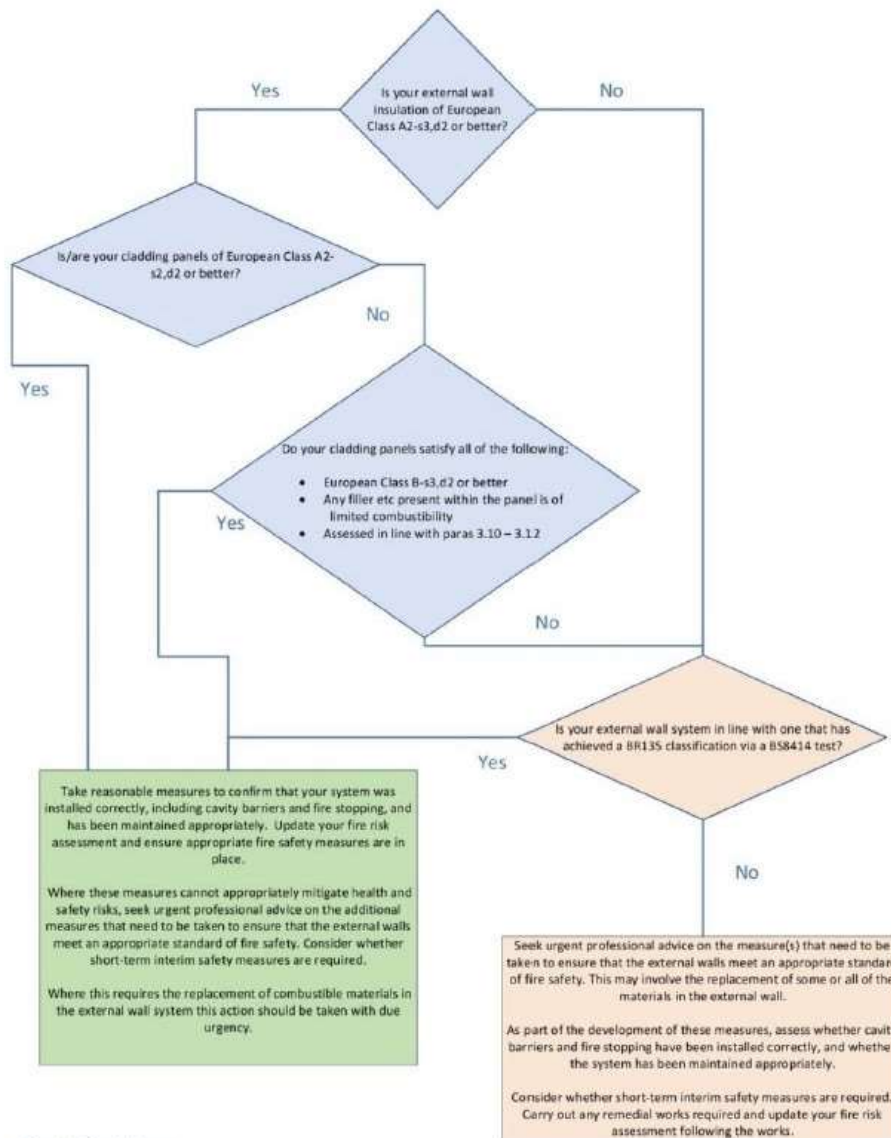 Yes
Is your external wall
insulation of European
Class A2-s3,d2 or better?
No
Is/are your cladding panels of European Class A2-
s2,d2 or better?
No
Yes
Do your cladding panels satisfy all of the following:
• European Class B-s3,d2 or better
• Any filler etc present within the panel is of
limited combustibility
• Assessed in line with paras 3.10 – 3.12
Yes
No
Is your external wall system in line with one that has
achieved a BR135 classification via a BS8414 test?
Yes
No
Take reasonable measures to confirm that your system was
installed correctly, including cavity barriers and fire stopping, and
has been maintained appropriately. Update your fire risk
assessment and ensure appropriate fire safety measures are in
place.
Where these measures cannot appropriately mitigate health and
safety risks, seek urgent professional advice on the additional
measures that need to be taken to ensure that the external walls
meet an appropriate standard of fire safety. Consider whether
short-term interim safety measures are required.
Where this requires the replacement of combustible materials in
the external wall system this action should be taken with due
urgency.
Seek urgent professional advice on the measure(s) that need to be
taken to ensure that the external walls meet an appropriate standar
of fire safety. This may involve the replacement of some or all of the
materials in the external wall.
As part of the development of these measures, assess whether cavit
barriers and fire stopping have been installed correctly, and whethe
the system has been maintained appropriately.
Consider whether short-term interim safety measures are required.
Carry out any remedial works required and update your fire risk
assessment following the works.